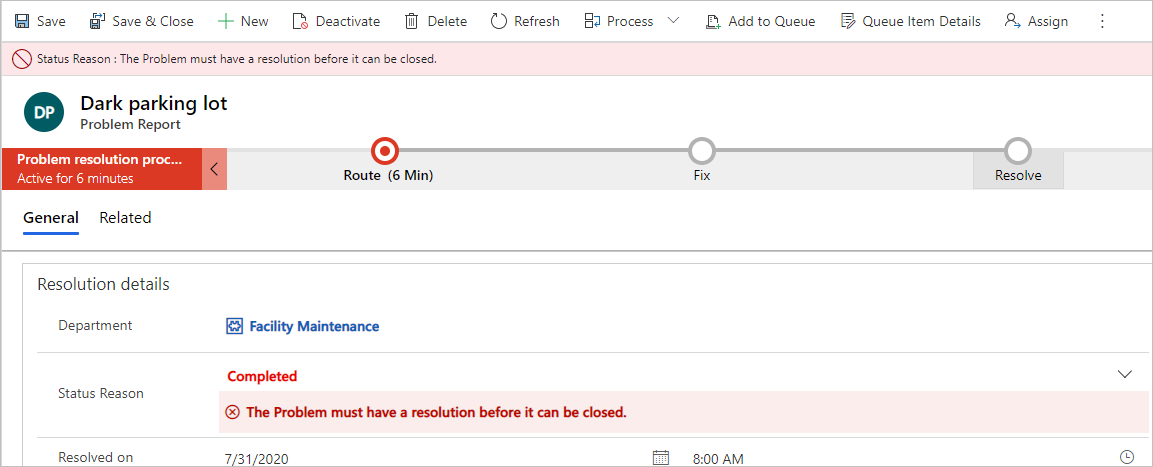 Save Save & Close New Deactivate Delete Refresh Process Add to Queue Queue Item Details Assign
Status Reason : The Problem must have a resolution before it can be closed.
DP
Dark parking lot
Problem Report
Problem resolution proc...
Active for 6 minutes
Route (6 Min) Fix Resolve
General Related
Resolution details
Department Facility Maintenance
Completed
Status Reason
The Problem must have a resolution before it can be closed.
Resolved on 7/31/2020 8:00 AM